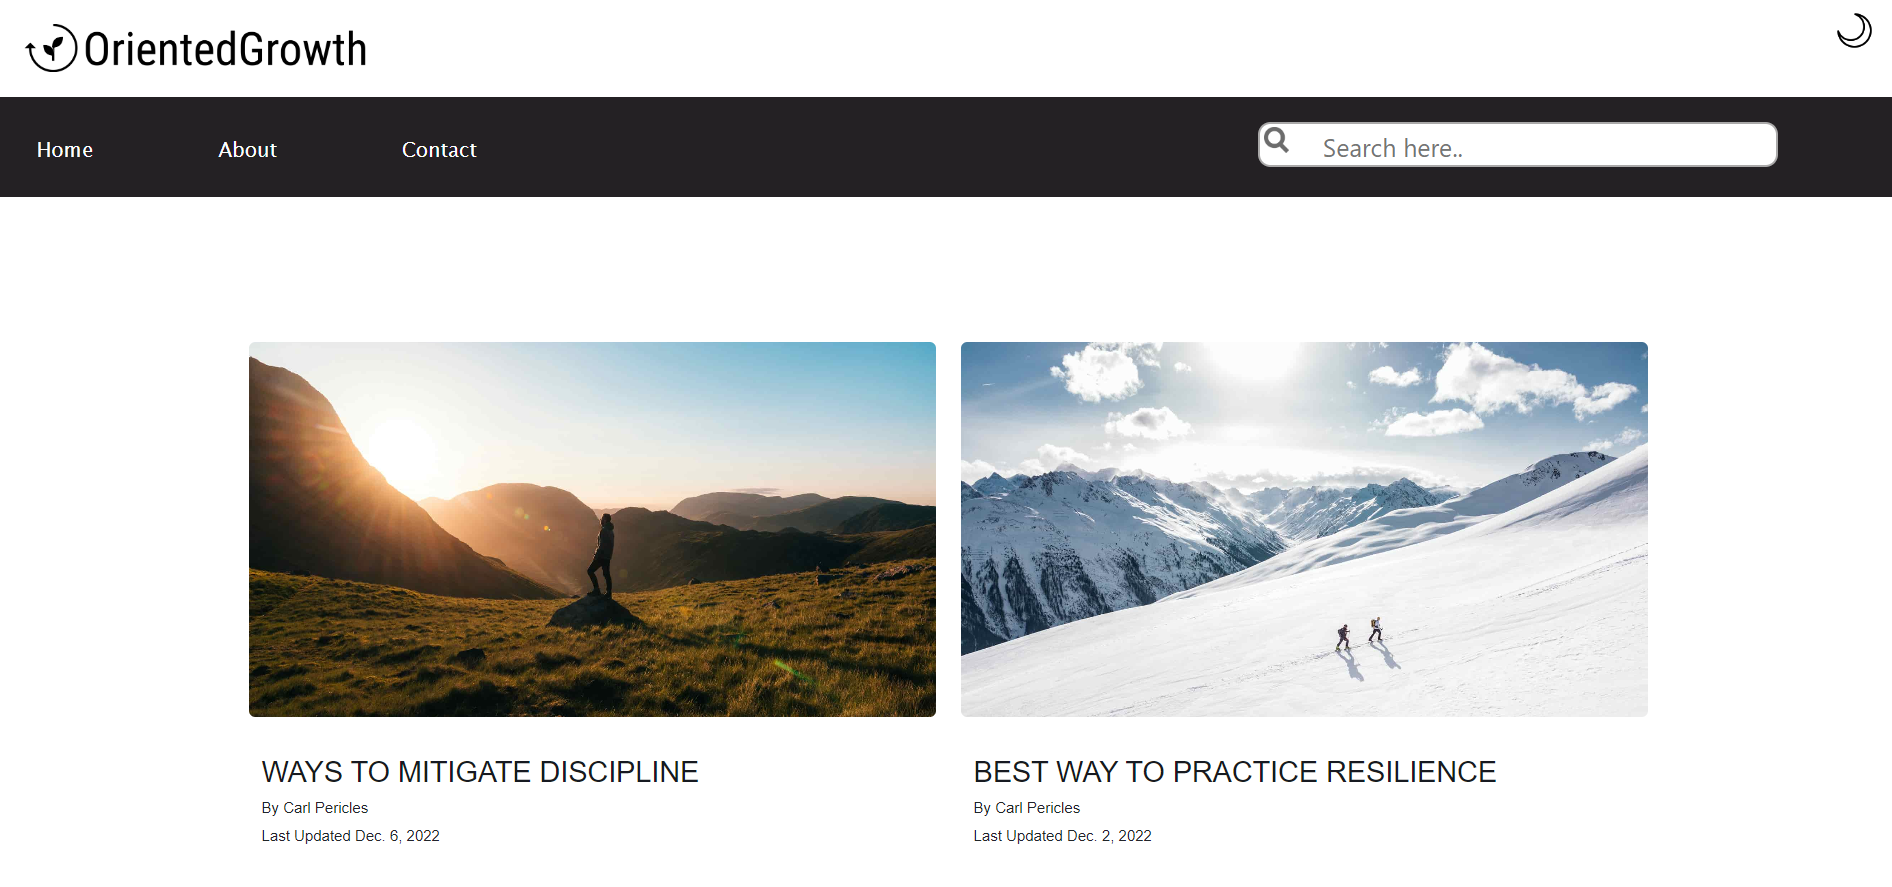 OrientedGrowth
Home
About
Contact
Search here..
WAYS TO MITIGATE DISCIPLINE
By Carl Pericles
Last Updated Dec. 6, 2022
BEST WAY TO PRACTICE RESILIENCE
By Carl Pericles
Last Updated Dec. 2, 2022